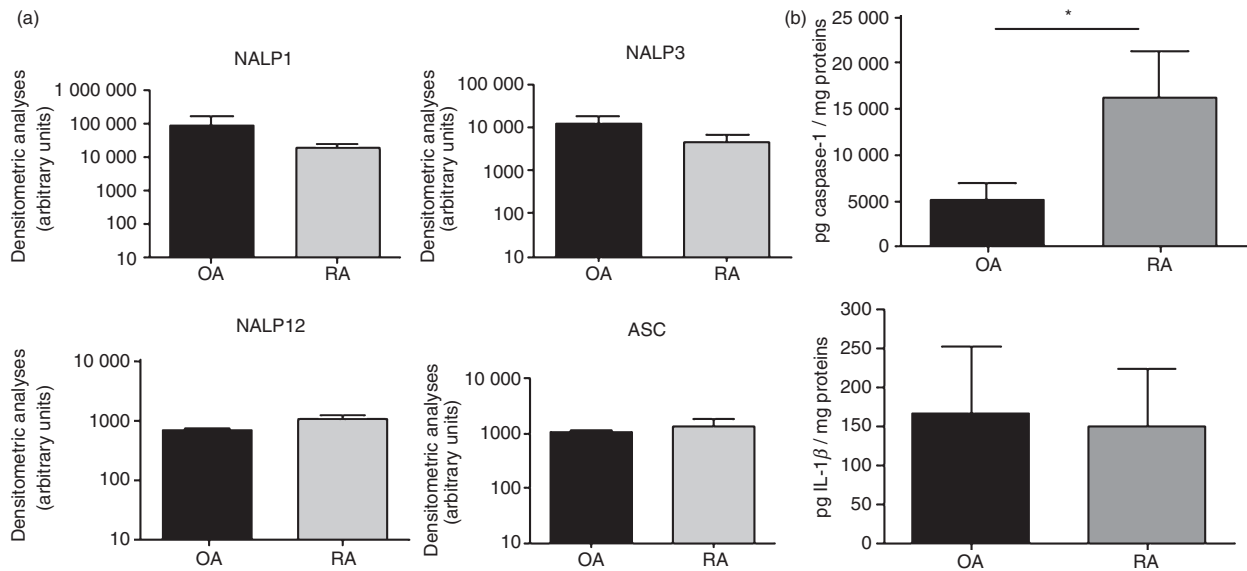 (a)
NALP1
Densitometric analyses
(arbitrary units)
1 000 000
100 000
10 000
1000
100
10
OA
RA
NALP3
Densitometric analyses
(arbitrary units)
100 000
10 000
1000
100
10
OA
RA
(b)
*
pg caspase-1 / mg proteins
25 000
20 000
15 000
10 000
5000
0
OA
RA
NALP12
Densitometric analyses
(arbitrary units)
10 000
1000
100
10
OA
RA
ASC
Densitometric analyses
(arbitrary units)
10 000
1000
100
10
OA
RA
pg IL-1β / mg proteins
300
250
200
150
100
50
0
OA
RA